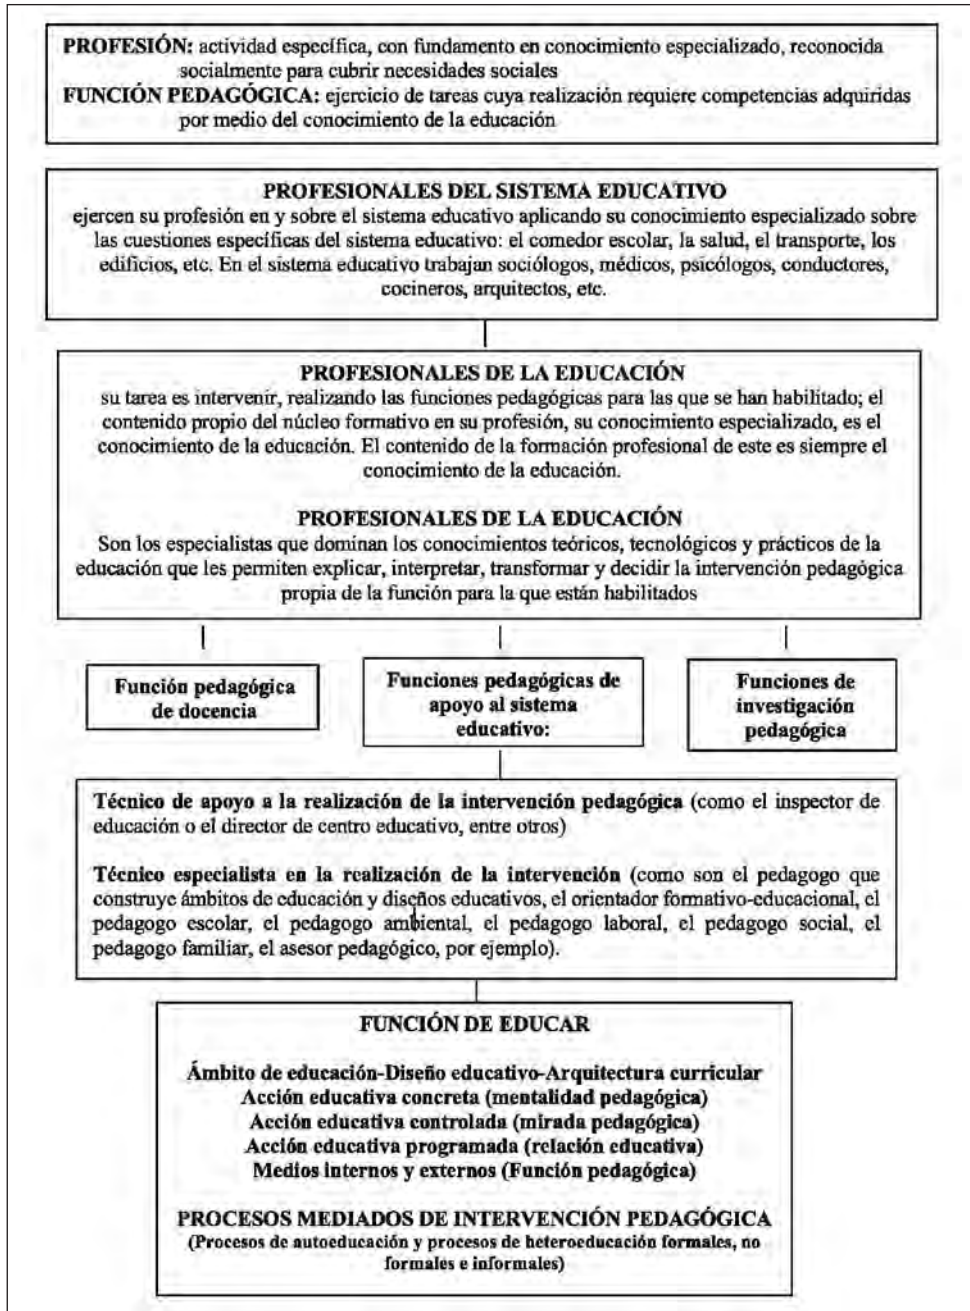 PROFESIÓN: actividad específica, con fundamento en conocimiento especializado, reconocida
socialmente para cubrir necesidades sociales
FUNCIÓN PEDAGÓGICA: ejercicio de tareas cuya realización requiere competencias adquiridas
por medio del conocimiento de la educación
PROFESIONALES DEL SISTEMA EDUCATIVO
ejercen su profesión en y sobre el sistema educativo aplicando su conocimiento especializado sobre
las cuestiones específicas del sistema educativo: el comedor escolar, la salud, el transporte, los
edificios, etc. En el sistema educativo trabajan sociólogos, médicos, psicólogos, conductores,
cocineros, arquitectos, etc.
PROFESIONALES DE LA EDUCACIÓN
su tarea es intervenir, realizando las funciones pedagógicas para las que se han habilitado; el
contenido propio del núcleo formativo en su profesión, su conocimiento especializado, es el
conocimiento de la educación. El contenido de la formación profesional de este es siempre el
conocimiento de la educación.
PROFESIONALES DE LA EDUCACIÓN
Son los especialistas que dominan los conocimientos teóricos, tecnológicos y prácticos de la
educación que les permiten explicar, interpretar, transformar y decidir la intervención pedagógica
propia de la función para la que están habilitados
Función pedagógica
de docencia
Funciones pedagógicas de
apoyo al sistema
educativo:
Funciones de
investigación
pedagógica
Técnico de apoyo a la realización de la intervención pedagógica (como el inspector de
educación o el director de centro educativo, entre otros)
Técnico especialista en la realización de la intervención (como son el pedagogo que
construye ámbitos de educación y diseños educativos, el orientador formativo-educacional, el
pedagogo escolar, el pedagogo ambiental, el pedagogo laboral, el pedagogo social, el
pedagogo familiar, el asesor pedagógico, por ejemplo).
FUNCIÓN DE EDUCAR
Ámbito de educación-Diseño educativo-Arquitectura curricular
Acción educativa concreta (mentalidad pedagógica)
Acción educativa controlada (mirada pedagógica)
Acción educativa programada (relación educativa)
Medios internos y externos (Función pedagógica)
PROCESOS MEDIADOS DE INTERVENCIÓN PEDAGÓGICA
(Procesos de autoeducación y procesos de heteroeducación formales, no
formales e informales)